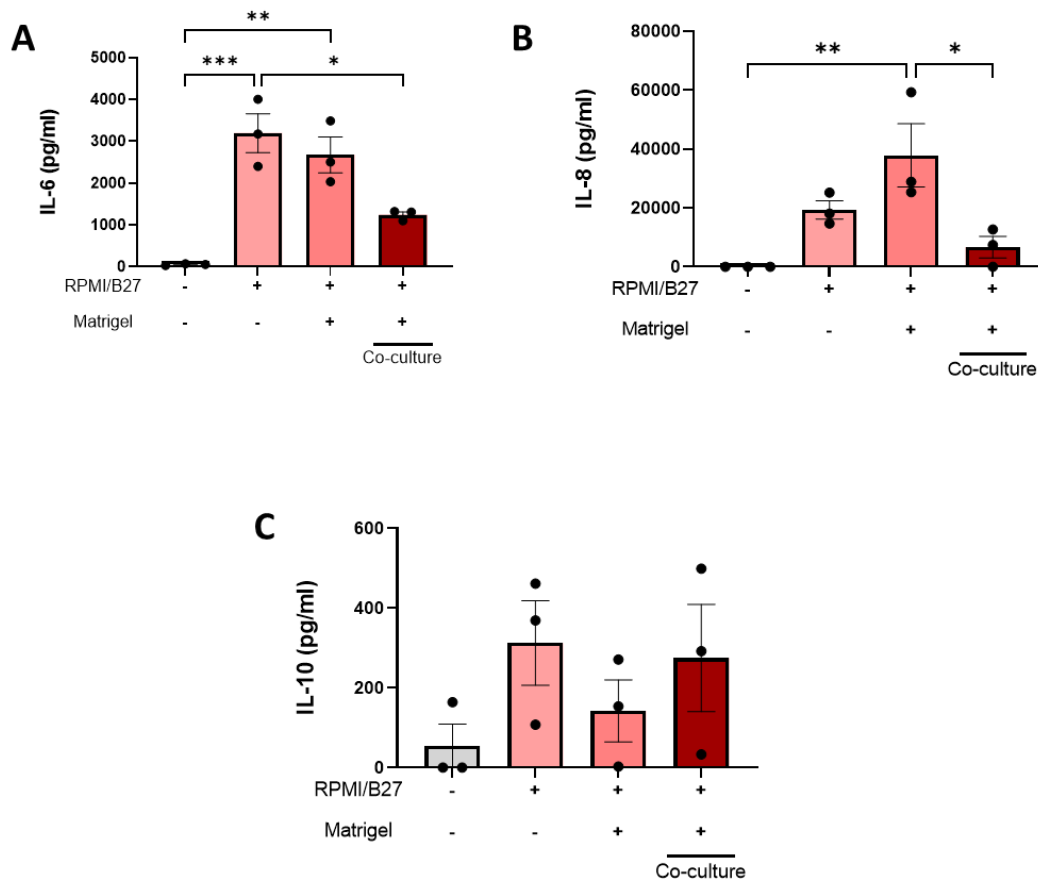 A
**
***
*
5000
4000
3000
2000
1000
0
IL-6 (pg/ml)
RPMI/B27 - + + +
Matrigel - - + +
Co-culture
B
** *
80000
60000
40000
20000
0
IL-8 (pg/ml)
RPMI/B27 - + + +
Matrigel - - + +
Co-culture
C
600
400
200
0
IL-10 (pg/ml)
RPMI/B27 - + + +
Matrigel - - + +
Co-culture